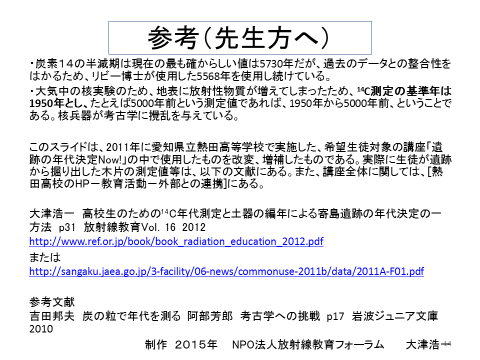 参考（先生方へ）
・炭素１４の半減期は現在の最も確からしい値は5730年だが、過去のデータとの整合性を
はかるため、リビー博士が使用した5568年を使用し続けている。
・大気中の核実験のため、地表に放射性物質が増えてしまったため、¹⁴C測定の基準年は
1950年とし、たとえば5000年前という測定値であれば、1950年から5000年前、ということで
ある。核兵器が考古学に擾乱を与えている。
このスライドは、2011年に愛知県立熱田高等学校で実施した、希望生徒対象の講座「遺
跡の年代決定Now!」の中で使用したものを改変、増補したものである。実際に生徒が遺跡
から掘り出した木片の測定値等は、以下の文献にある。また、講座全体に関しては、[熱
田高校のHPー教育活動ー外部との連携]にある。
大津浩一 高校生のための¹⁴C年代測定と土器の編年による寄島遺跡の年代決定の一
方法 p31 放射線教育Vol. 16 2012
http://www.ref.or.jp/book/book_radiation_education_2012.pdf
または
http://sangaku.jaea.go.jp/3-facility/06-news/commonuse-2011b/data/2011A-F01.pdf
参考文献
吉田邦夫 炭の粒で年代を測る 阿部芳郎 考古学への挑戦 p17 岩波ジュニア文庫
2010
制作 ２０１５年 NPO法人放射線教育フォーラム 大津浩一